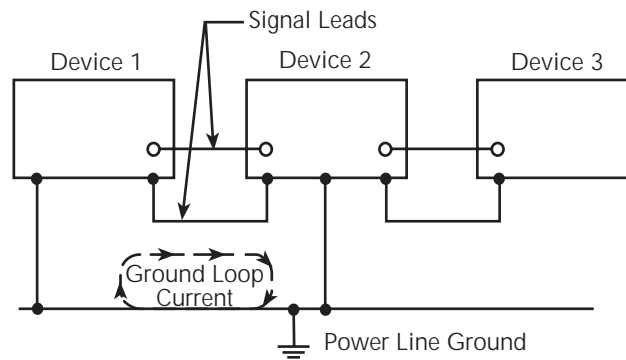 Signal Leads
Device 1
Device 2
Device 3
Ground Loop
Current
Power Line Ground